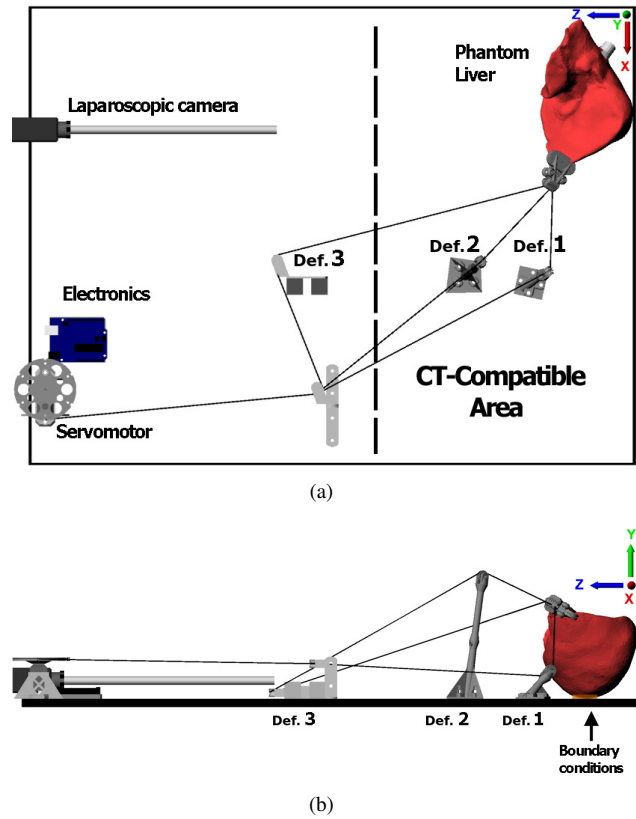 Z
Y
X
Phantom
Liver
Laparoscopic camera
Def. 3
Def. 2
Def. 1
Electronics
CT-Compatible
Area
Servomotor
(a)
Y
Z
X
Def. 3
Def. 2
Def. 1
Boundary
conditions
(b)